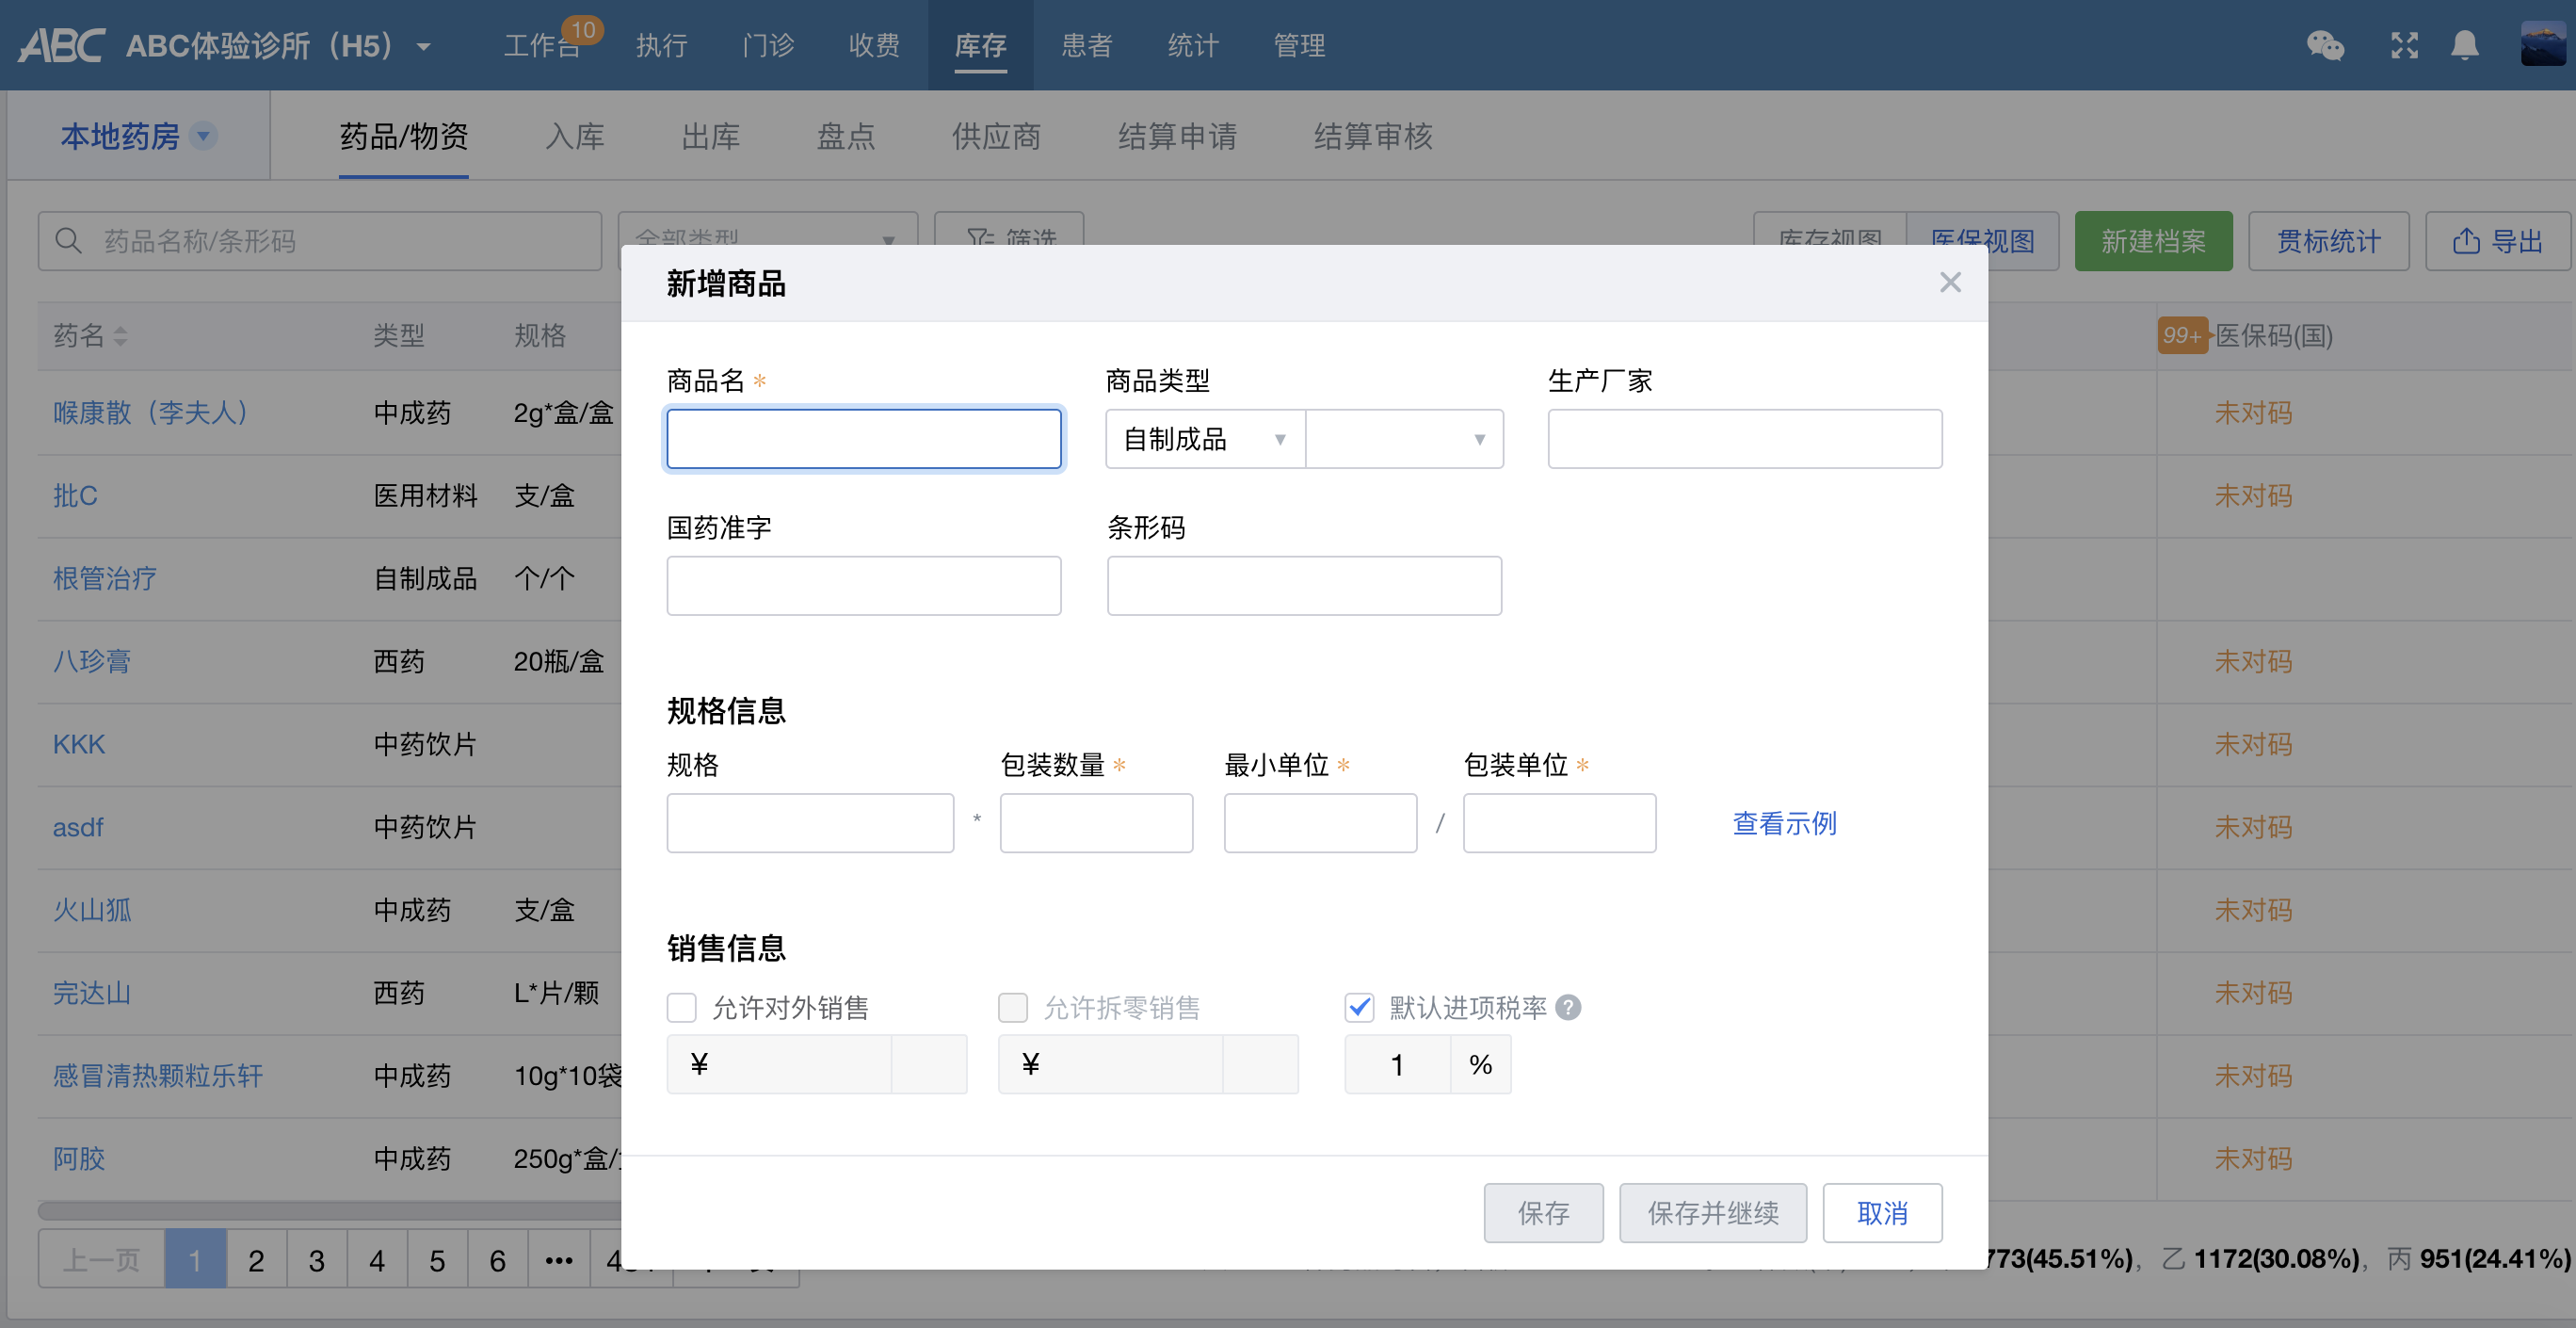 ABC ABC体验诊所（H5） 工作台 10 执行 门诊 收费 库存 患者 统计 管理
本地药房 药品/物资 入库 出库 盘点 供应商 结算申请 结算审核
药品名称/条形码 全部类型 筛选 库存视图 医保视图 新建档案 贯标统计 导出
新增商品
药名 类型 规格 99+ 医保码(国)
商品名 * 商品类型 生产厂家
喉康散（李夫人） 中成药 2g*盒/盒 未对码
自制成品
批C 医用材料 支/盒 未对码
国药准字 条形码
根管治疗 自制成品 个/个
八珍膏 西药 20瓶/盒 未对码
规格信息
KKK 中药饮片 未对码
规格 包装数量 * 最小单位 * 包装单位 *
* / 查看示例
asdf 中药饮片 未对码
火山狐 中成药 支/盒 未对码
销售信息
完达山 西药 L*片/颗 未对码
允许对外销售 允许拆零销售 默认进项税率 ?
¥ ¥ 1 %
感冒清热颗粒乐轩 中成药 10g*10袋 未对码
阿胶 中成药 250g*盒/ 未对码
保存 保存并继续 取消
上一页 1 2 3 4 5 6 ••• 773(45.51%), 乙 1172(30.08%), 丙 951(24.41%)